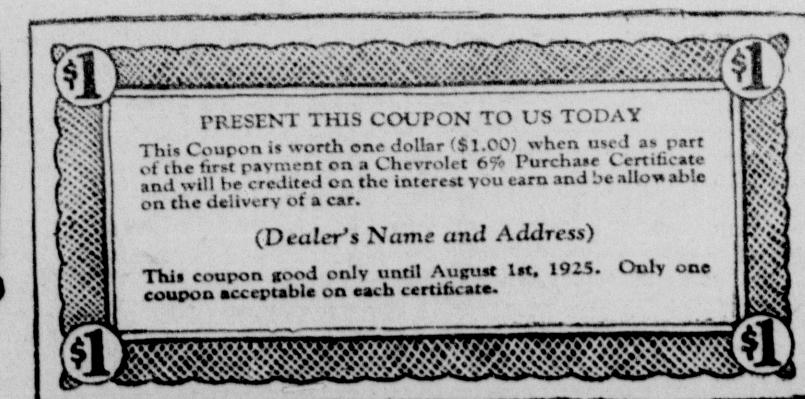 $1 $1
PRESENT THIS COUPON TO US TODAY
This Coupon is worth one dollar ($1.00) when used as part
of the first payment on a Chevrolet 6% Purchase Certificate
and will be credited on the interest you earn and be allowable
on the delivery of a car.
(Dealer's Name and Address)
This coupon good only until August 1st, 1925. Only one
coupon acceptable on each certificate.
$1 $1